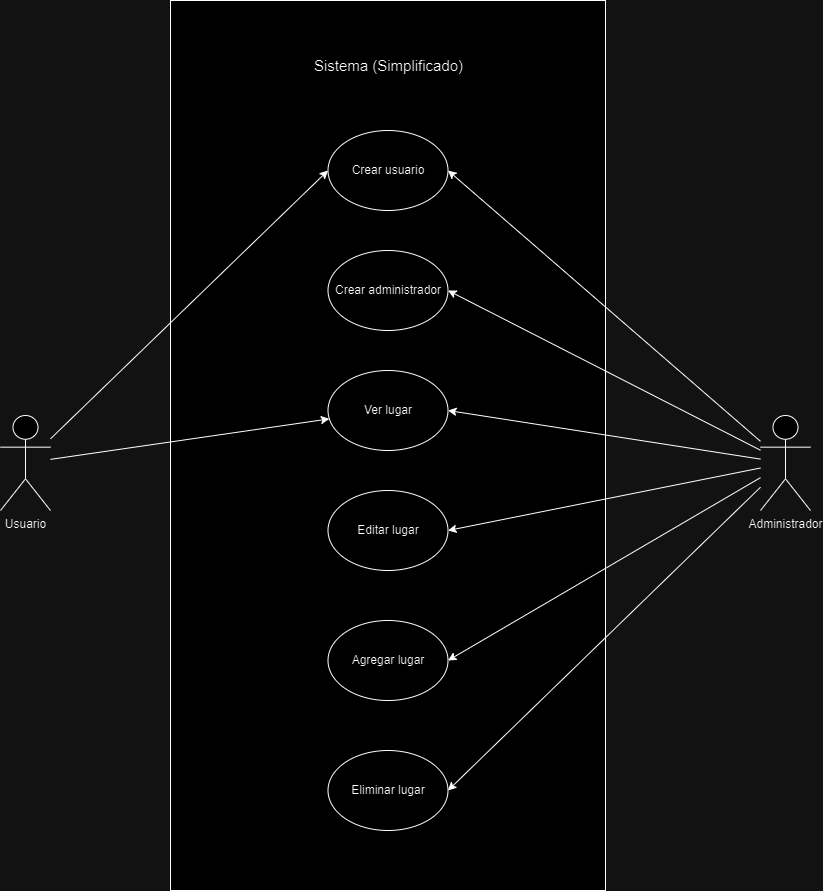 Sistema (Simplificado)
Crear usuario
Crear administrador
Ver lugar
Editar lugar
Agregar lugar
Eliminar lugar
Usuario
Administrador